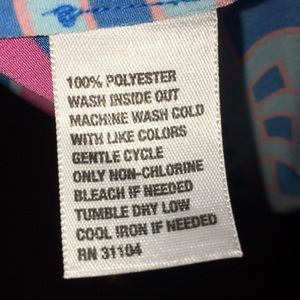 100% POLYESTER
WASH INSIDE OUT
MACHINE WASH COLD
WITH LIKE COLORS
GENTLE CYCLE
ONLY NON-CHLORINE
BLEACH IF NEEDED
TUMBLE DRY LOW
COOL IRON IF NEEDED
RN 31104